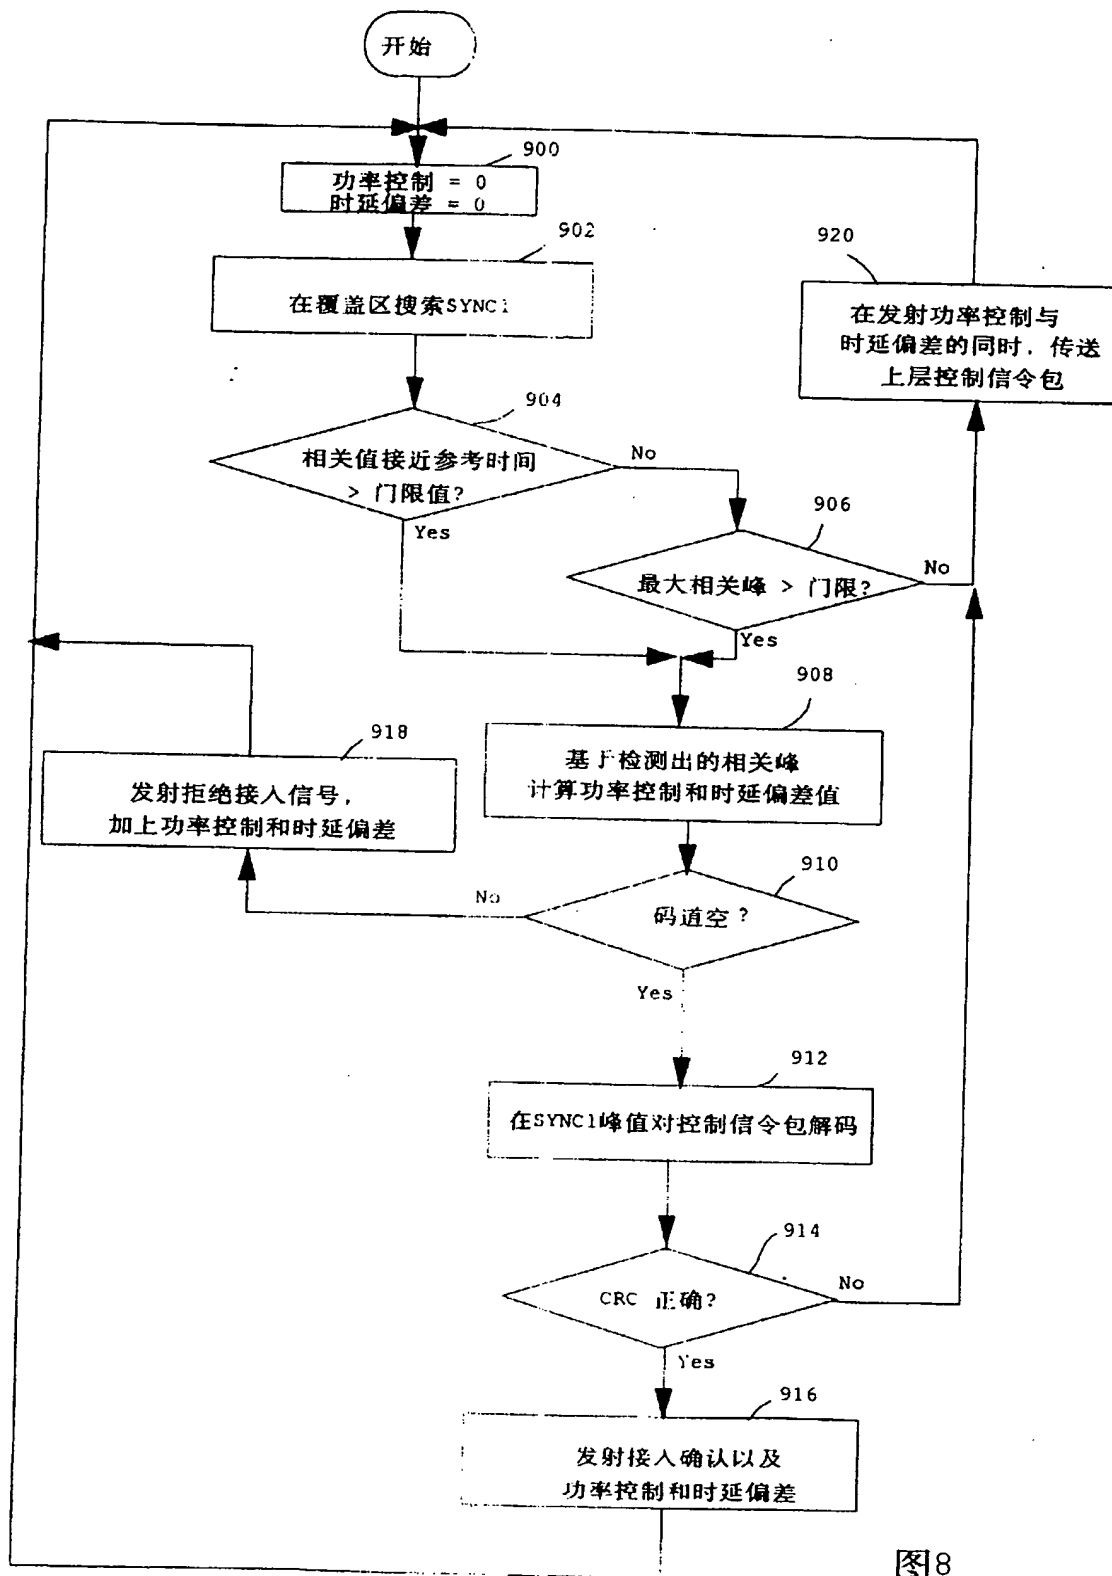 开始
900
功率控制 = 0
时延偏差 = 0
902
在覆盖区搜索SYNC1
920
在发射功率控制与
时延偏差的同时, 传送
上层控制信令包
904
相关值接近参考时间
> 门限值?
No
Yes
906
最大相关峰 > 门限?
No
Yes
908
基于检测出的相关峰
计算功率控制和时延偏差值
918
发射拒绝接入信号,
加上功率控制和时延偏差
910
码道空?
No
Yes
912
在SYNC1峰值对控制信令包解码
914
CRC 正确?
No
Yes
916
发射接入确认以及
功率控制和时延偏差
图8